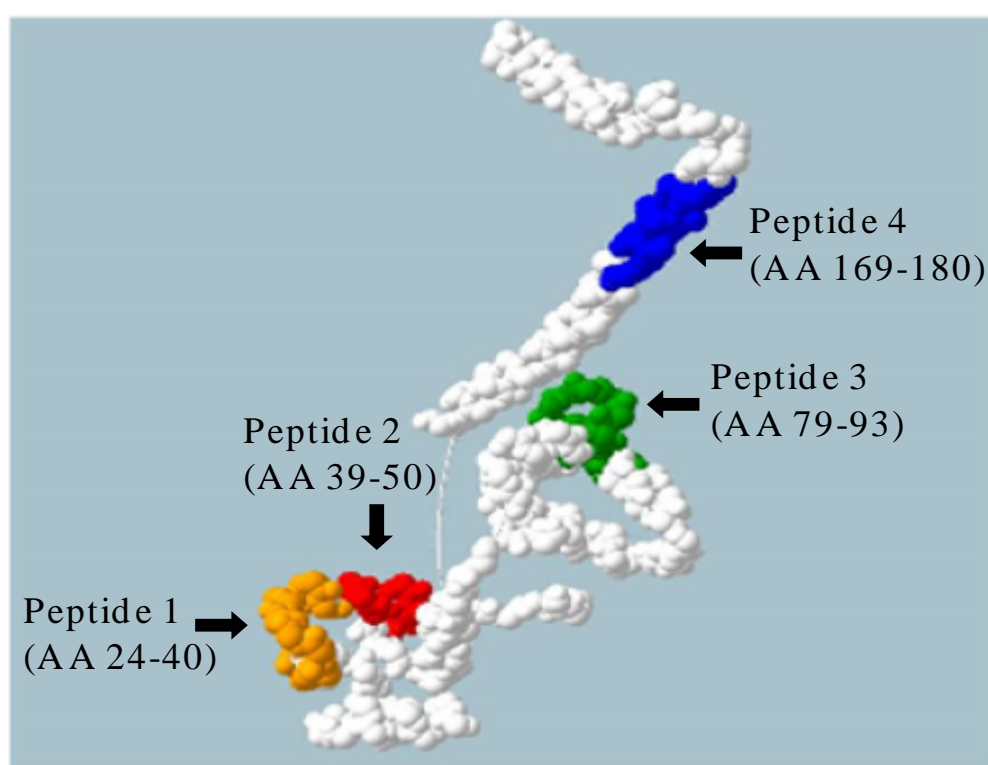 Peptide 4
(AA 169-180)
Peptide 3
(AA 79-93)
Peptide 2
(AA 39-50)
Peptide 1
(AA 24-40)